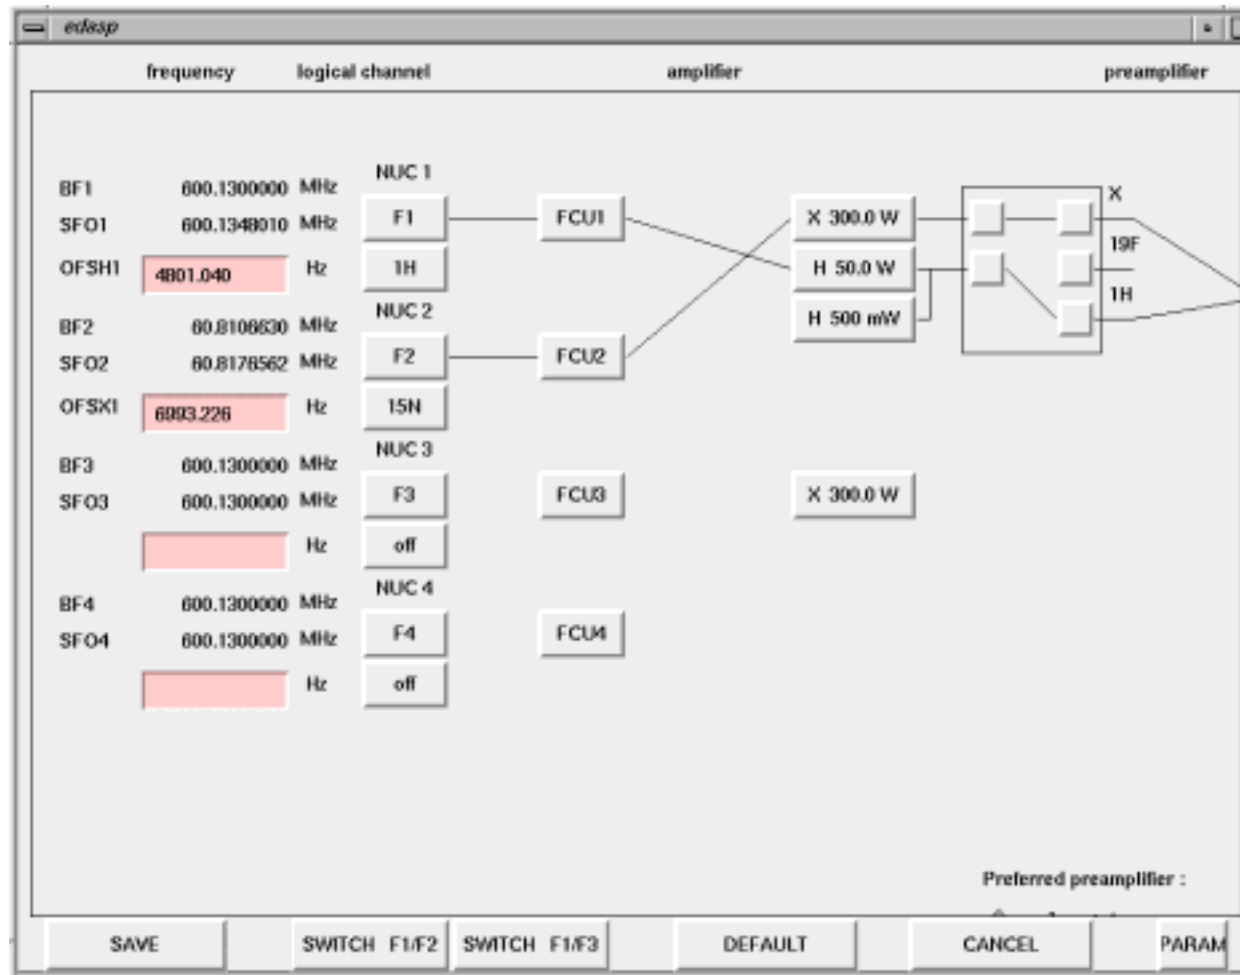 edasp
frequency logical channel amplifier preamplifier
NUC 1
BF1 600.1300000 MHz
X
SFO1 600.1348010 MHz F1 FCU1 X 300.0 W
19F
OFSH1 4801.040 Hz 1H H 50.0 W
1H
NUC 2
BF2 60.8106630 MHz
H 500 mW
SFO2 60.8176562 MHz F2 FCU2
OFSX1 6993.226 Hz 15N
NUC 3
BF3 600.1300000 MHz
SFO3 600.1300000 MHz F3 FCU3 X 300.0 W
Hz off
NUC 4
BF4 600.1300000 MHz
SFO4 600.1300000 MHz F4 FCU4
Hz off
Preferred preamplifier :
SAVE SWITCH F1/F2 SWITCH F1/F3 DEFAULT CANCEL PARAM